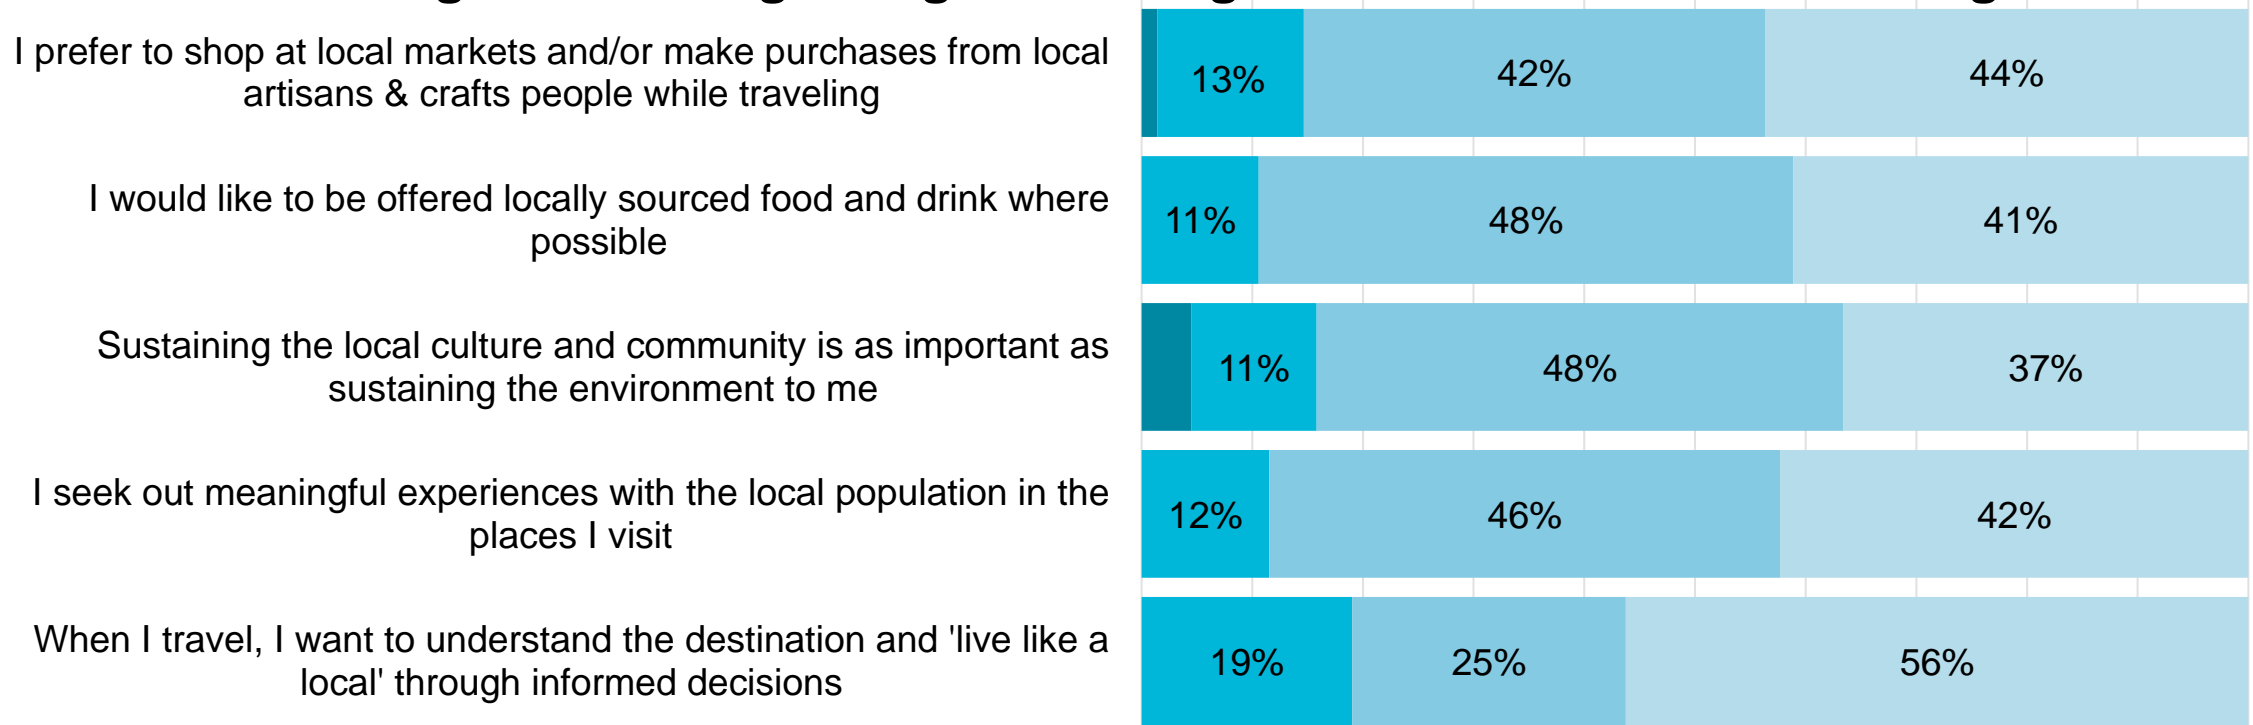 I prefer to shop at local markets and/or make purchases from local
artisans & crafts people while traveling
13% 42% 44%
I would like to be offered locally sourced food and drink where
possible
11% 48% 41%
Sustaining the local culture and community is as important as
sustaining the environment to me
11% 48% 37%
I seek out meaningful experiences with the local population in the
places I visit
12% 46% 42%
When I travel, I want to understand the destination and 'live like a
local' through informed decisions
19% 25% 56%